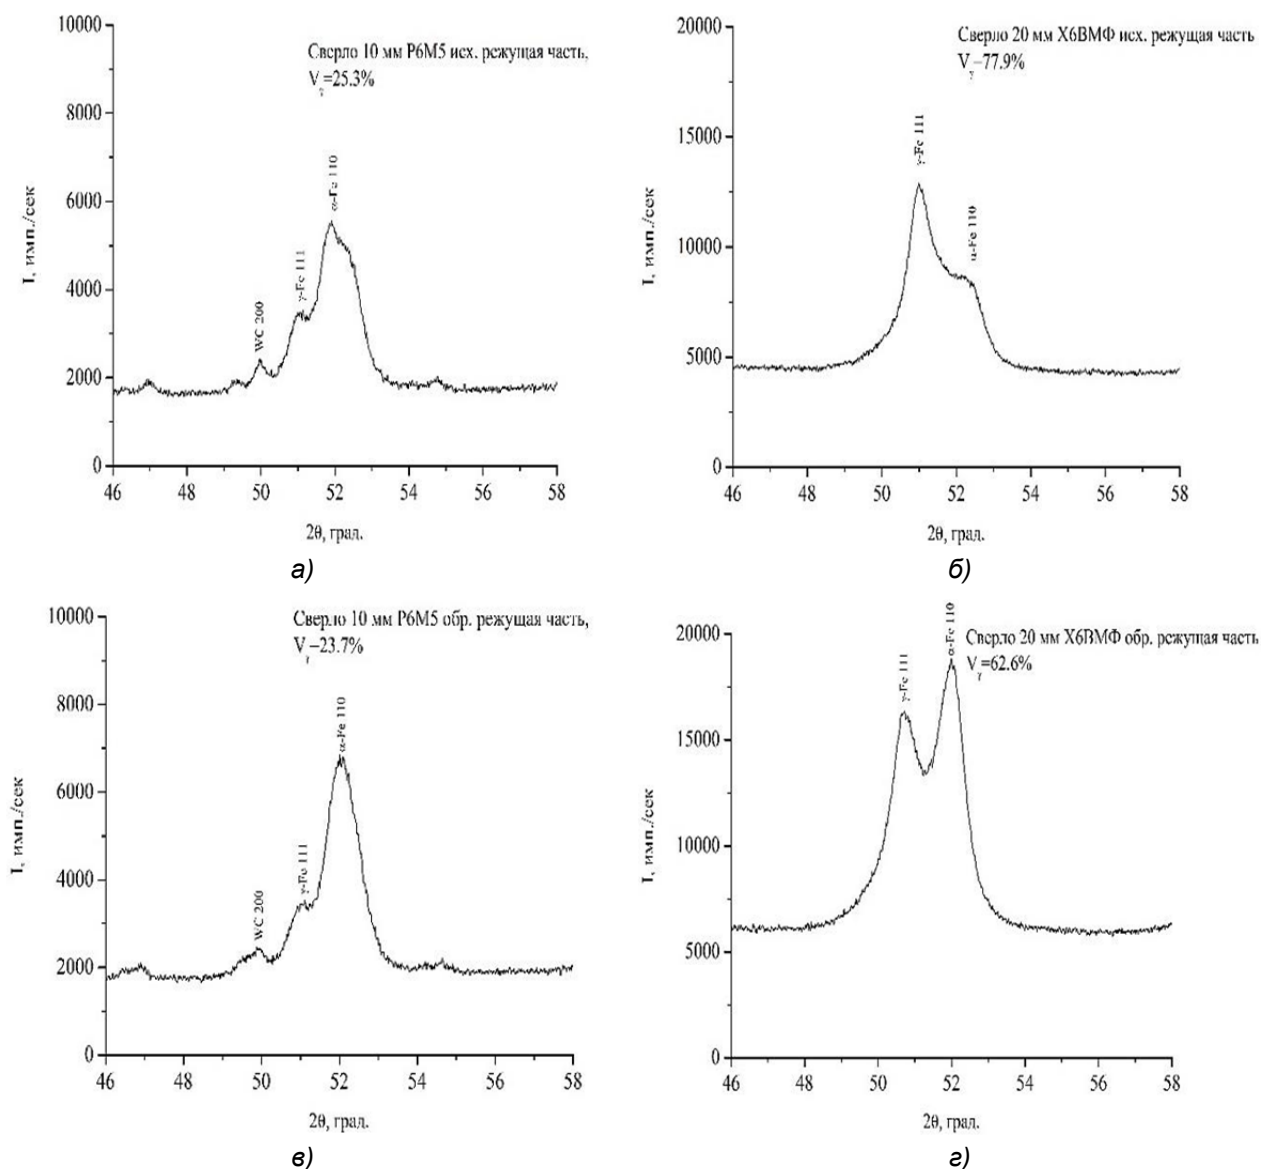 10000
8000
6000
4000
2000
0
I, имп./сек
Сверло 10 мм Р6М5 исх. режущая часть,
Vγ=25.3%
WC 200
γ-Fe 111
α-Fe 110
46 48 50 52 54 56 58
2θ, град.
а)
20000
15000
10000
5000
0
I, имп./сек
Сверло 20 мм Х6ВМФ исх. режущая часть
Vγ=77.9%
γ-Fe 111
α-Fe 110
46 48 50 52 54 56 58
2θ, град.
б)
10000
8000
6000
4000
2000
0
I, имп./сек
Сверло 10 мм Р6М5 обр. режущая часть,
Vγ=23.7%
WC 200
γ-Fe 111
α-Fe 110
46 48 50 52 54 56 58
2θ, град.
в)
20000
15000
10000
5000
0
I, имп./сек
Сверло 20 мм Х6ВМФ обр. режущая часть
Vγ=62.6%
γ-Fe 111
α-Fe 110
46 48 50 52 54 56 58
2θ, град.
г)